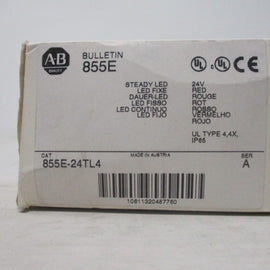 A-B
BULLETIN
855E
STEADY LED 24V
LED FIXE RED
DAUER-LED ROUGE
LED FISSO ROT
LED CONTINUO ROSSO
LED FIJO VERMELHO
ROJO
UL TYPE 4,4X,
IP65
CAT MADE IN AUSTRIA SER
855E-24TL4 A